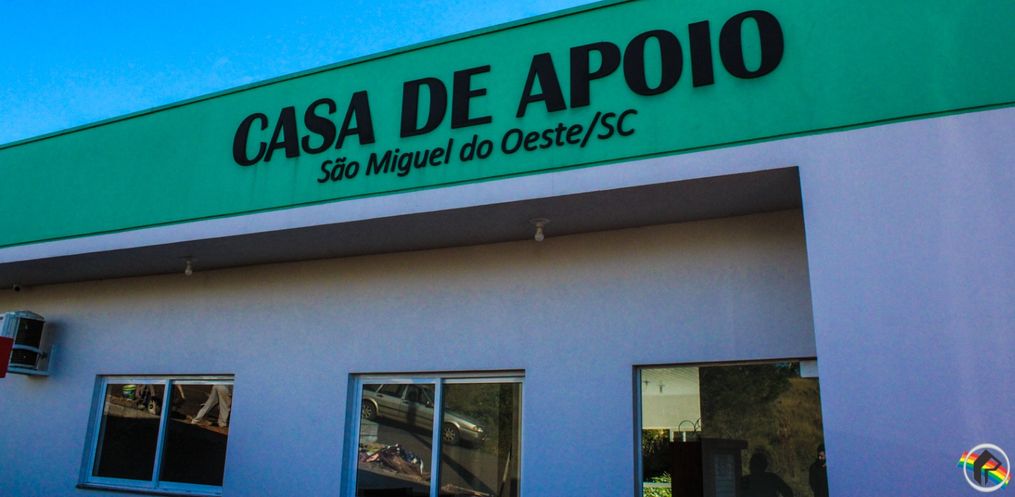 CASA DE APOIO
São Miguel do Oeste/SC